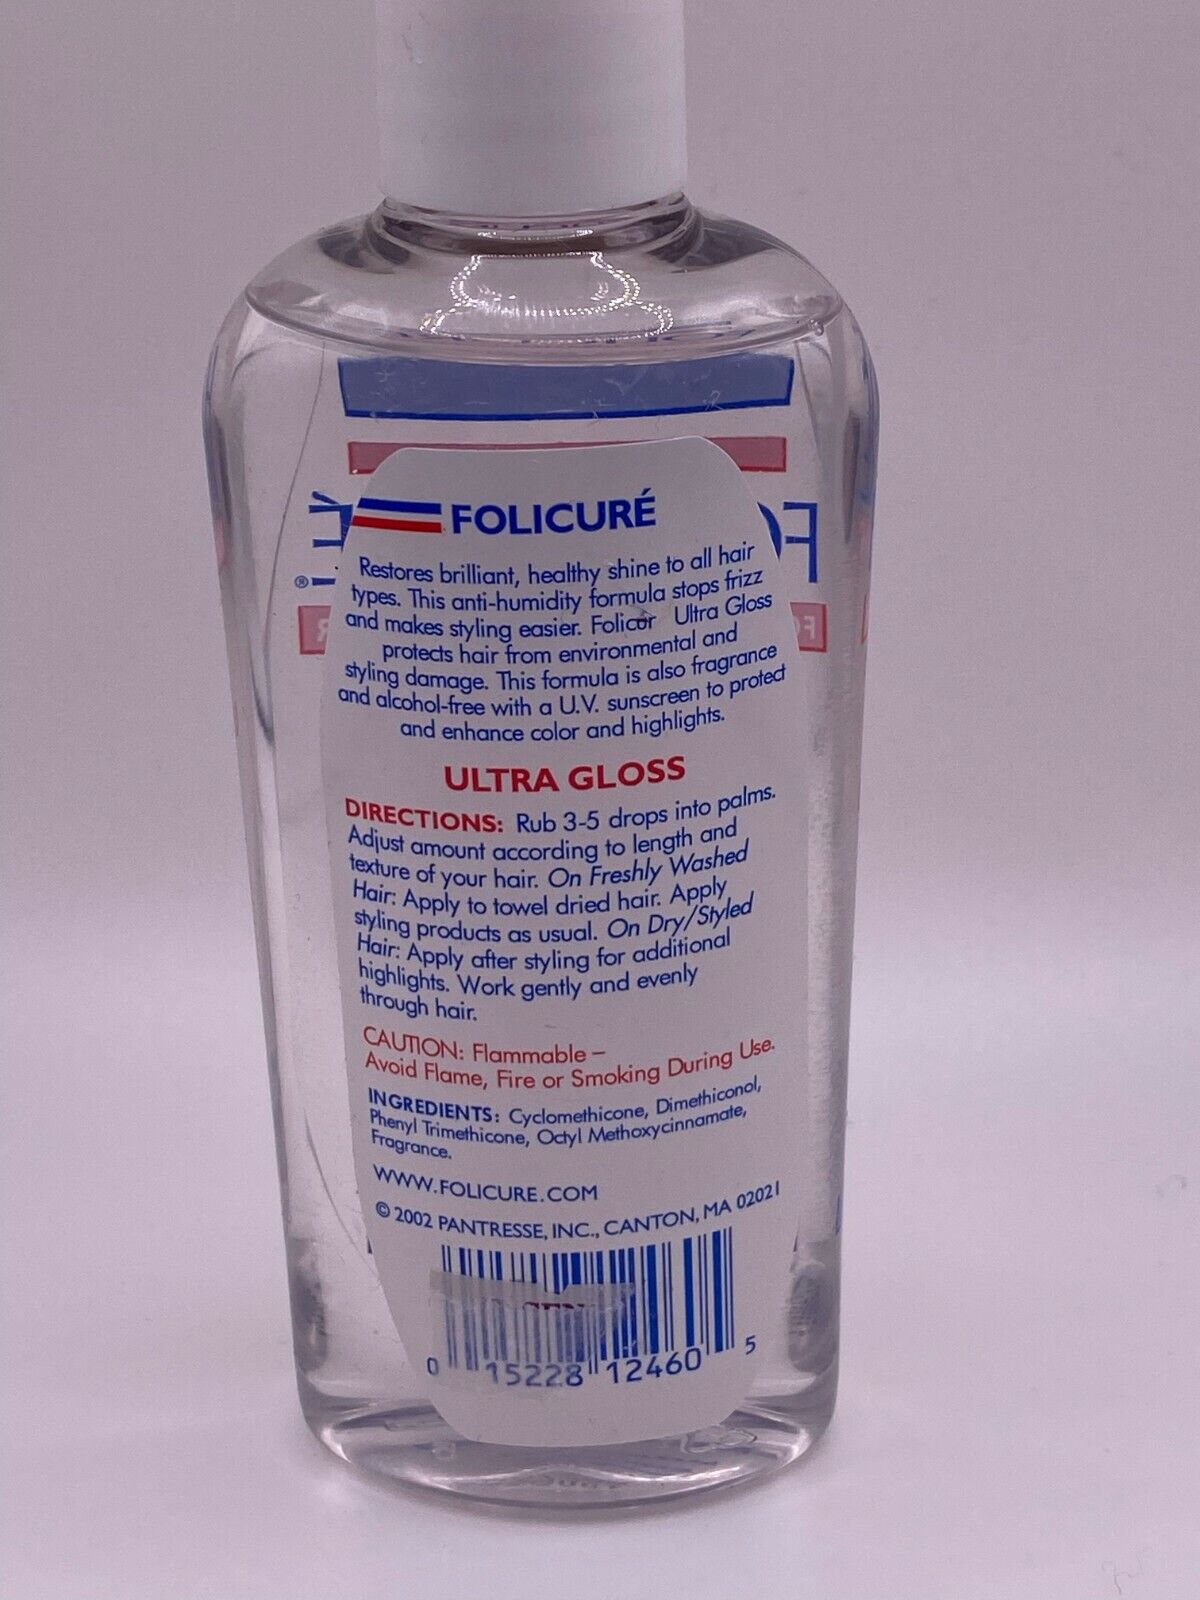 FOLICURÉ
Restores brilliant, healthy shine to all hair
types. This anti-humidity formula stops frizz
and makes styling easier. Folicúr Ultra Gloss
protects hair from environmental and
styling damage. This formula is also fragrance
and alcohol-free with a U.V. sunscreen to protect
and enhance color and highlights.
ULTRA GLOSS
DIRECTIONS: Rub 3-5 drops into palms.
Adjust amount according to length and
texture of your hair. On Freshly Washed
Hair: Apply to towel dried hair. Apply
styling products as usual. On Dry/Styled
Hair: Apply after styling for additional
highlights. Work gently and evenly
through hair.
CAUTION: Flammable –
Avoid Flame, Fire or Smoking During Use.
INGREDIENTS: Cyclomethicone, Dimethiconol,
Phenyl Trimethicone, Octyl Methoxycinnamate,
Fragrance.
WWW.FOLICURE.COM
© 2002 PANTRESSE, INC., CANTON, MA 02021
0 15228 12460 5